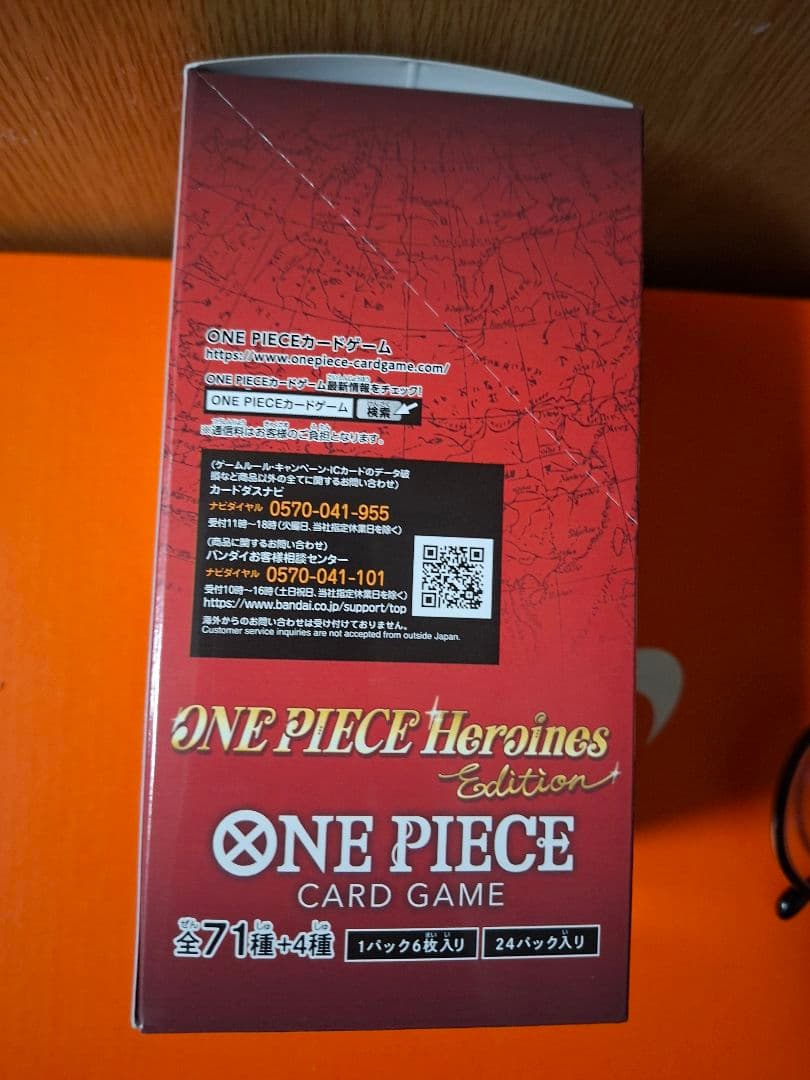 ONE PIECEカードゲーム
https://www.onepiece-cardgame.com/
ONE PIECEカードゲーム最新情報をチェック!
ONE PIECEカードゲーム 検索
※通信料はお客様のご負担となります。
(ゲームルール・キャンペーン・ICカードのデータ破
損など商品以外の全てに関するお問い合わせ)
カードダスナビ
ナビダイヤル 0570-041-955
受付11時~18時(火曜日、当社指定休業日を除く)
(商品に関するお問い合わせ)
バンダイお客様相談センター
ナビダイヤル 0570-041-101
受付10時~16時(土日祝日、当社指定休業日を除く)
https://www.bandai.co.jp/support/top
海外からのお問い合わせは受け付けておりません。
Customer service inquiries are not accepted from outside Japan.
ONE PIECE Heroines
Edition
ONE PIECE
CARD GAME
全71種+4種 1パック6枚入り 24パック入り